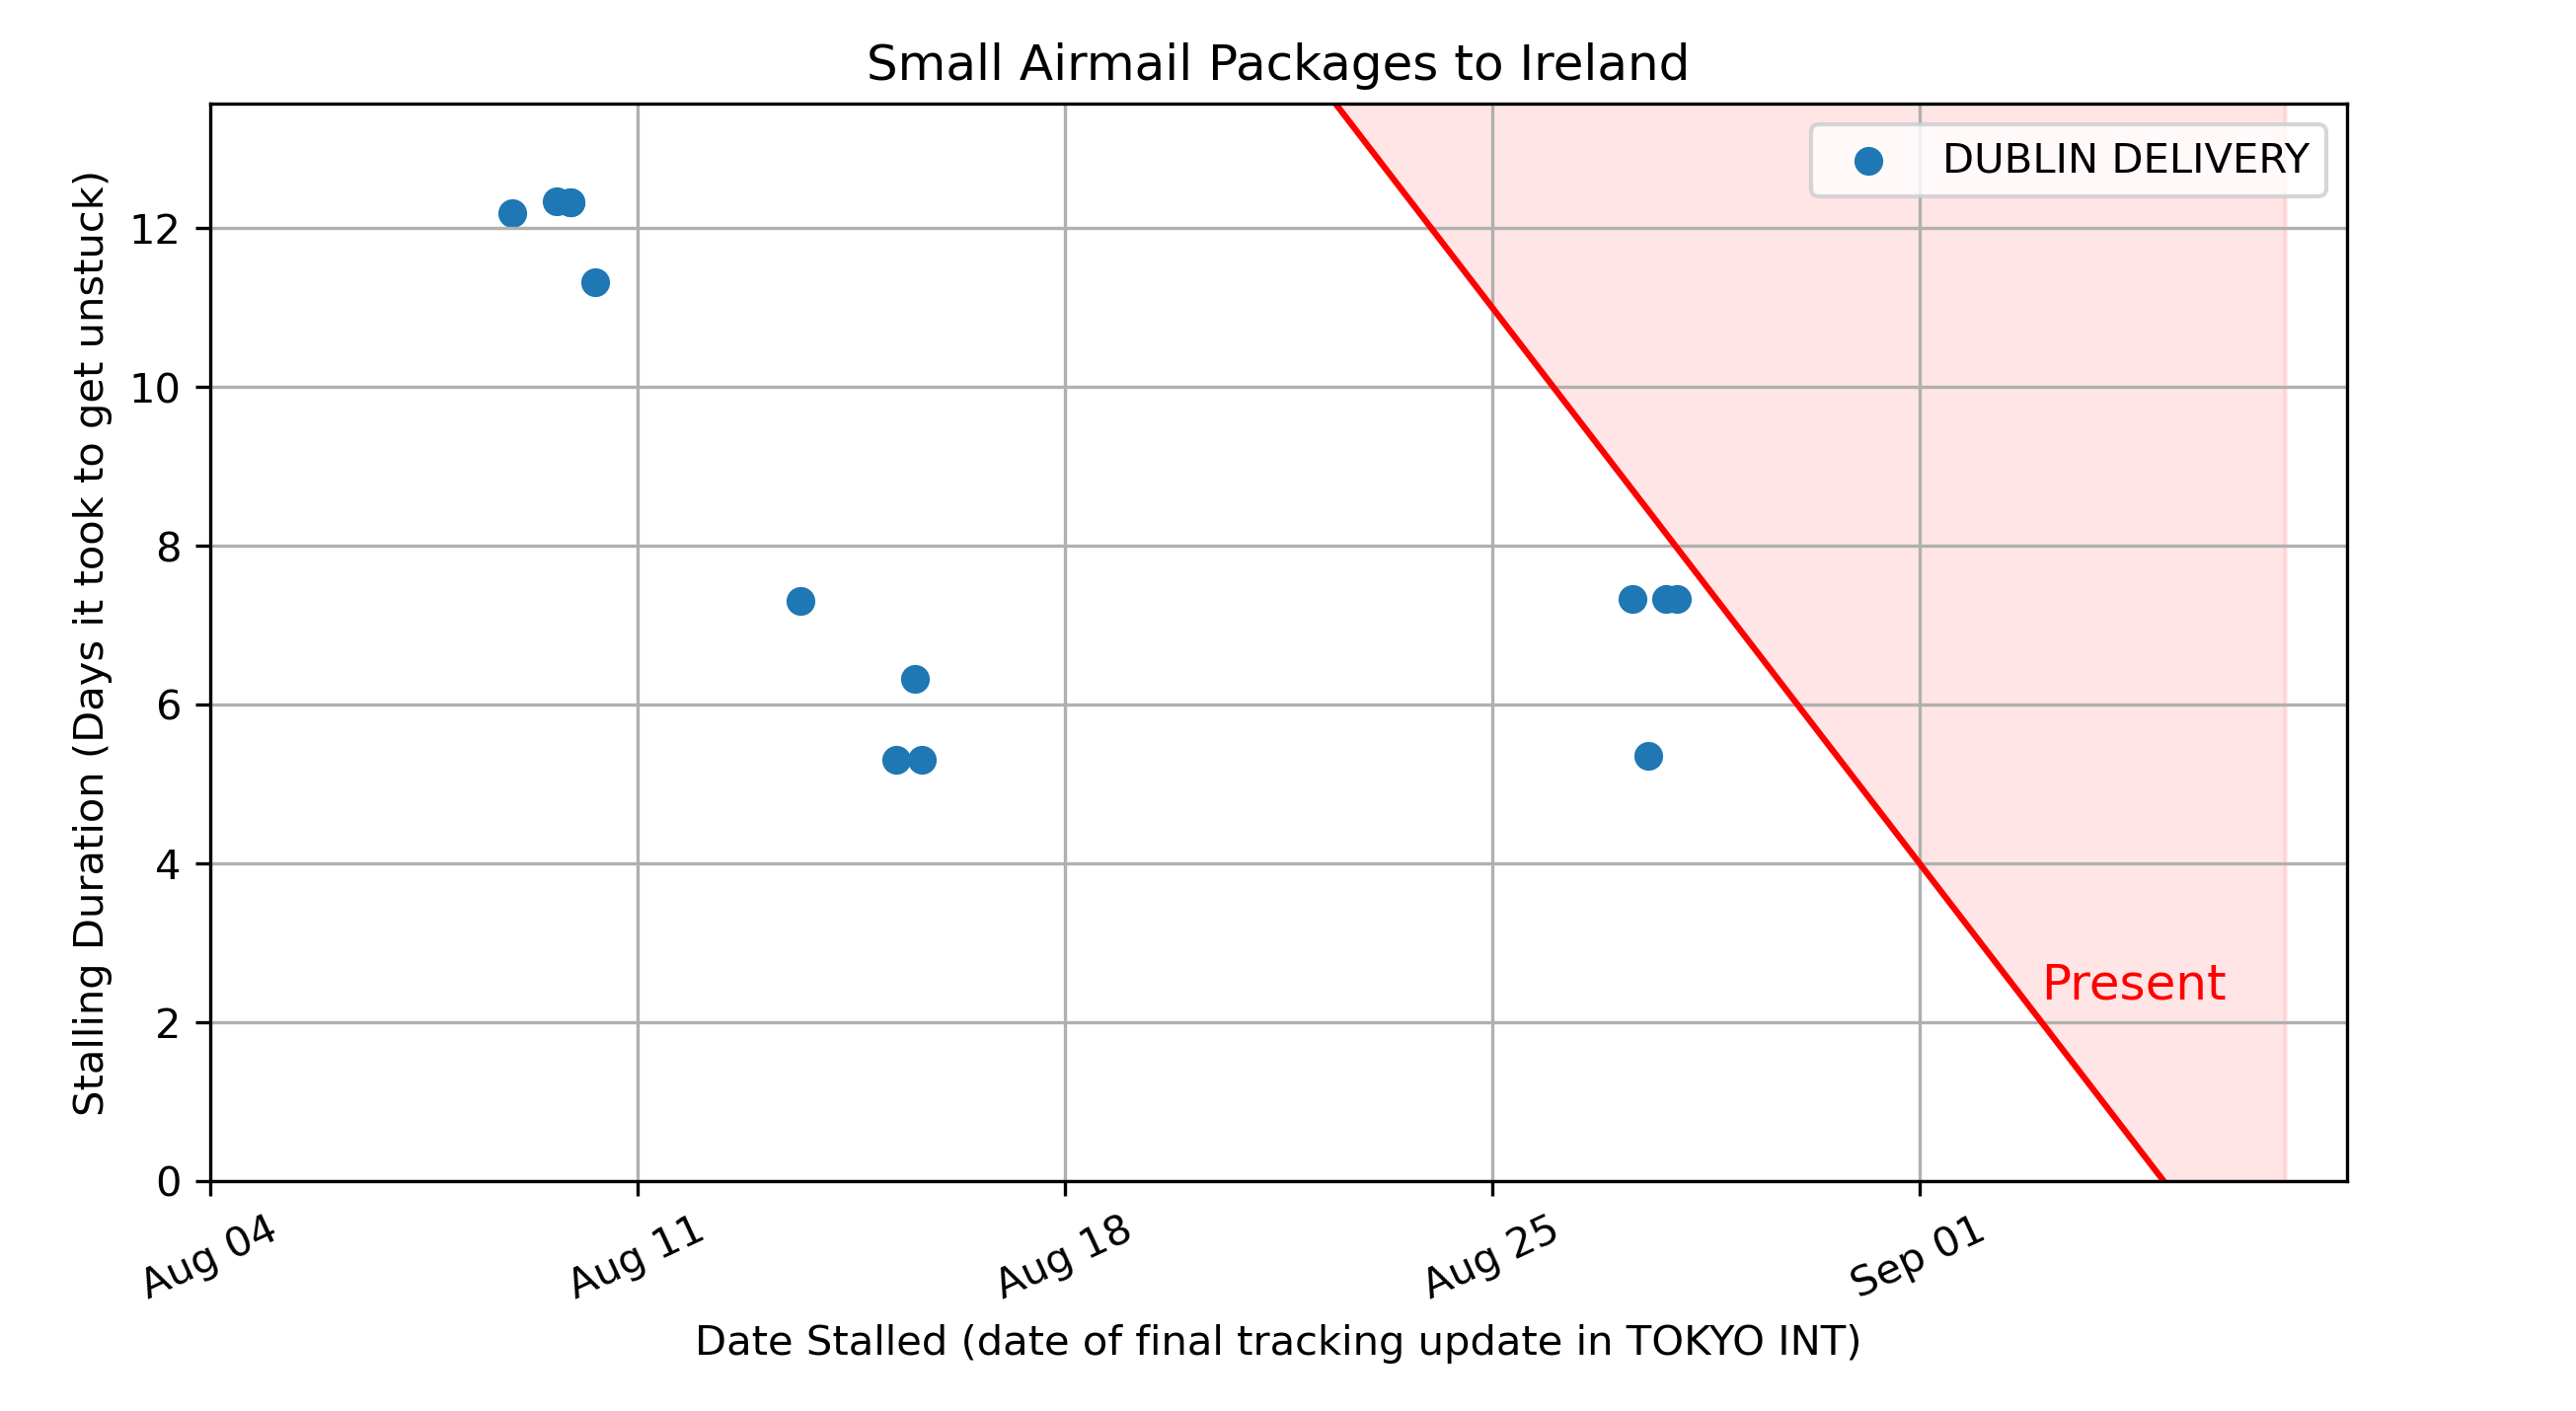 Small Airmail Packages to Ireland
DUBLIN DELIVERY
Stalling Duration (Days it took to get unstuck)
12
10
8
6
4
2
0
Present
Aug 04
Aug 11
Aug 18
Aug 25
Sep 01
Date Stalled (date of final tracking update in TOKYO INT)